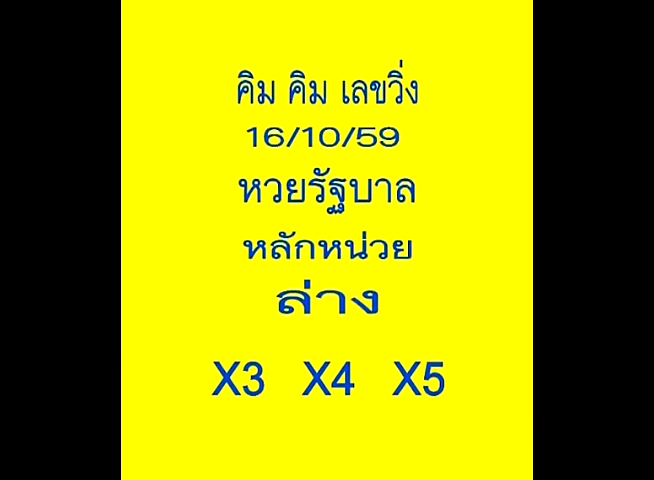 คิม คิม เลขวิ่ง
16/10/59
หวยรัฐบาล
หลักหน่วย
ล่าง
X3 X4 X5